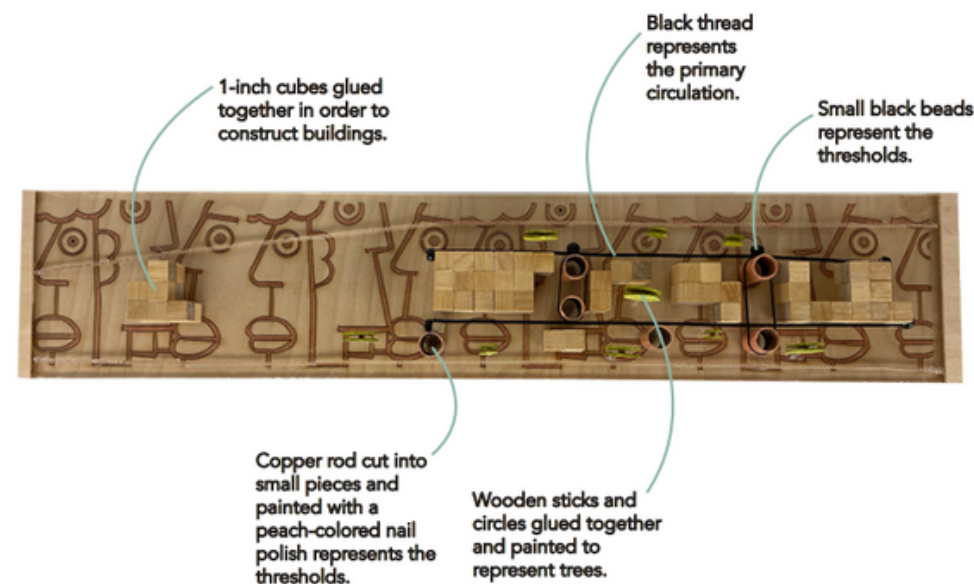 Black thread
represents
the primary
circulation.
1-inch cubes glued
together in order to
construct buildings.
Small black beads
represent the
thresholds.
Copper rod cut into
small pieces and
painted with a
peach-colored nail
polish represents the
thresholds.
Wooden sticks and
circles glued together
and painted to
represent trees.